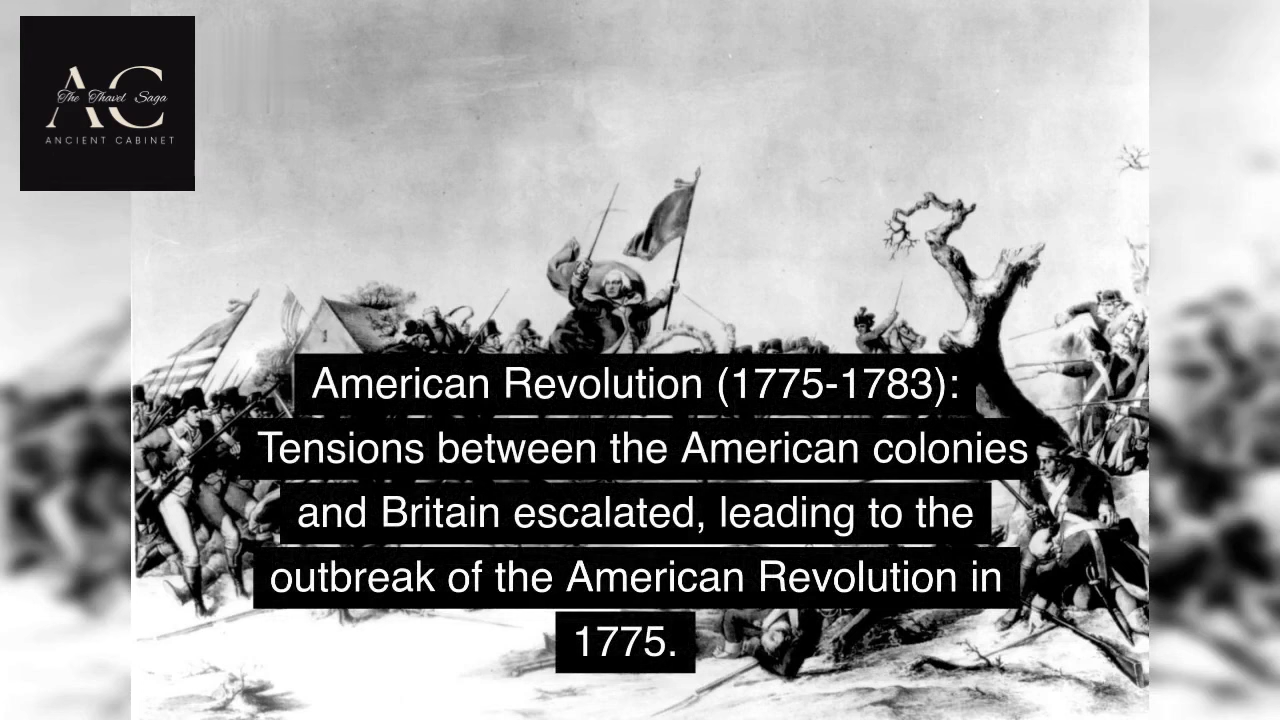 AC
The Thavel Saga
ANCIENT CABINET
American Revolution (1775-1783):
Tensions between the American colonies
and Britain escalated, leading to the
outbreak of the American Revolution in
1775.